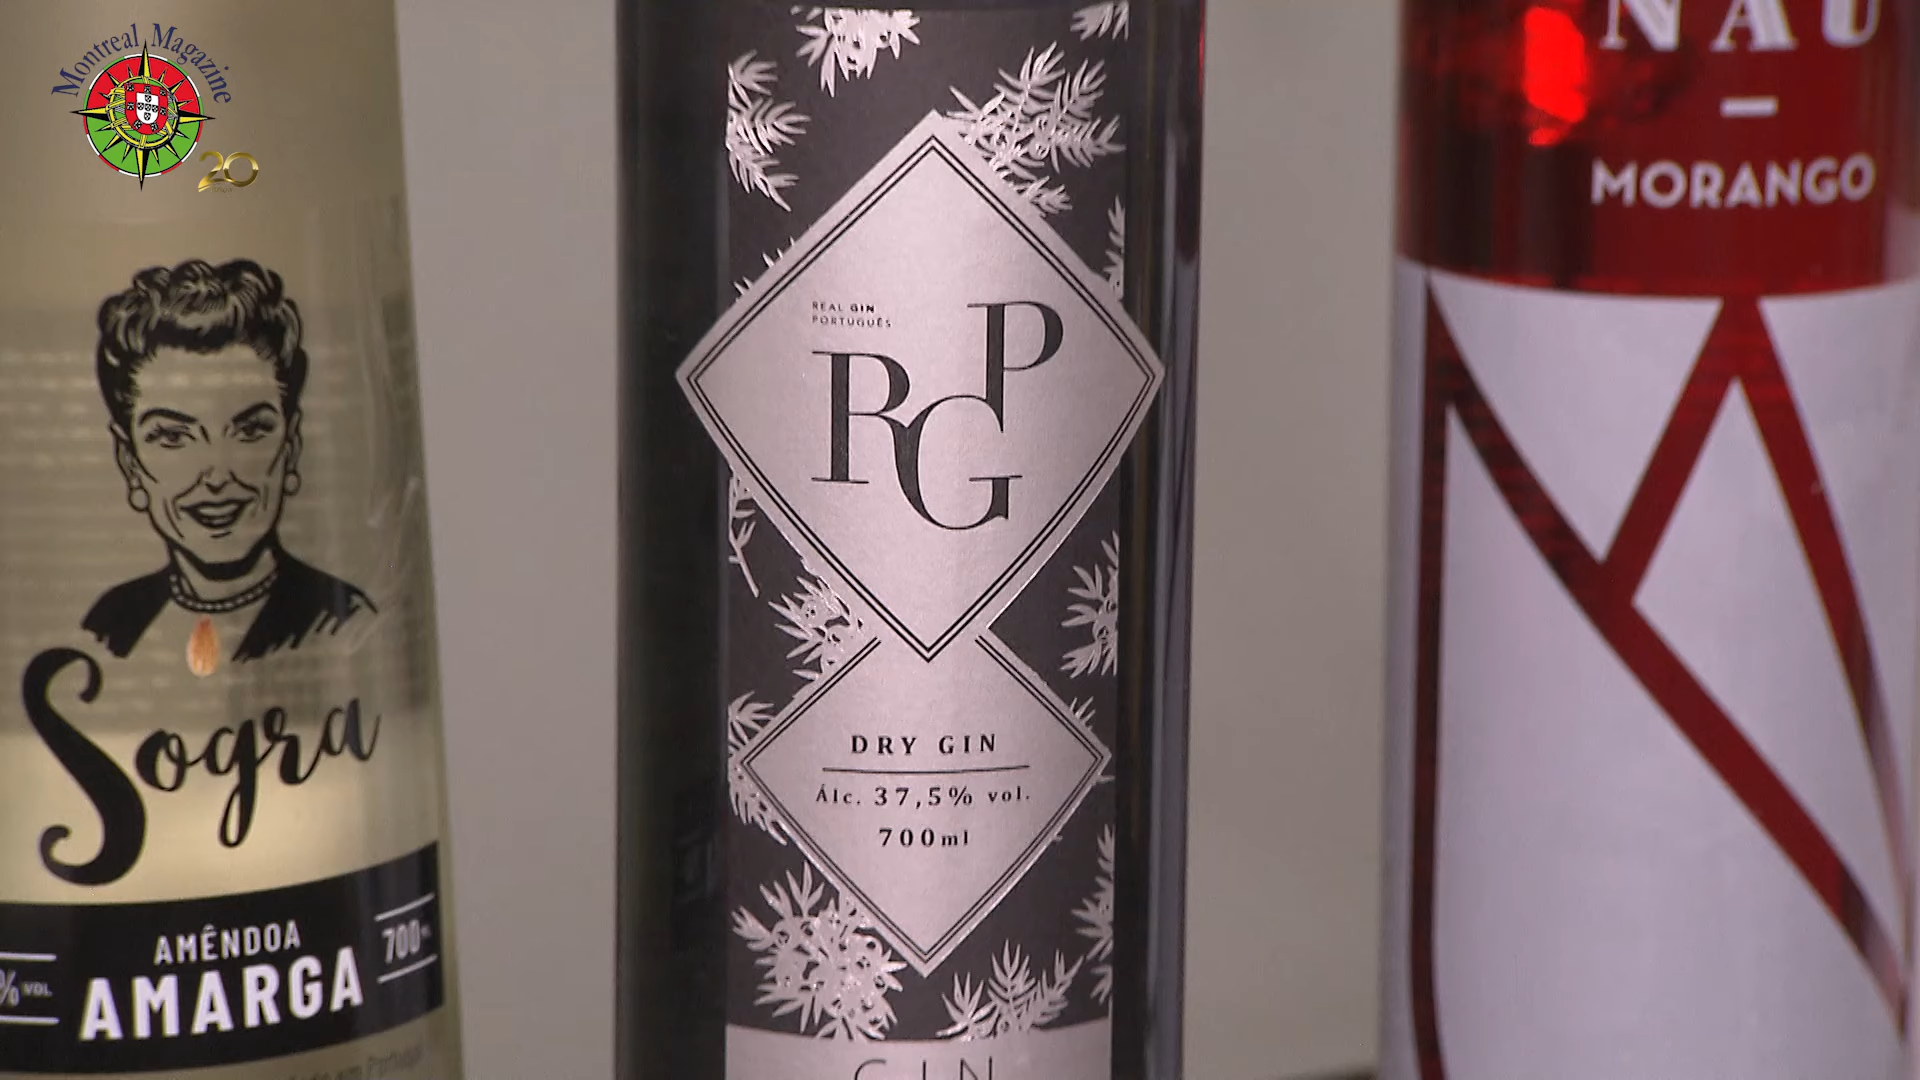 Montreal Magazine
20
Sogra
AMÊNDOA
AMARGA
700
% VOL
REAL GIN
PORTUGUÊS
RGP
DRY GIN
Álc. 37,5% vol.
700ml
GIN
NAU
MORANGO